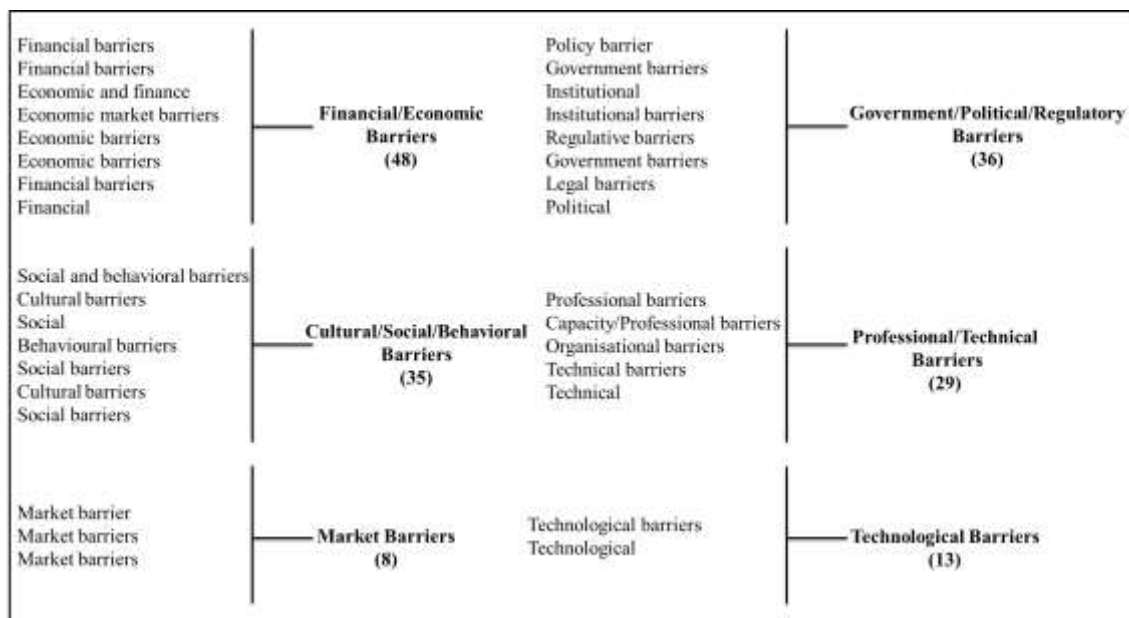 Financial barriers
Financial barriers
Economic and finance
Economic market barriers
Economic barriers
Economic barriers
Financial barriers
Financial
Financial/Economic
Barriers
(48)
Policy barrier
Government barriers
Institutional
Institutional barriers
Regulative barriers
Government barriers
Legal barriers
Political
Government/Political/Regulatory
Barriers
(36)
Social and behavioral barriers
Cultural barriers
Social
Behavioural barriers
Social barriers
Cultural barriers
Social barriers
Cultural/Social/Behavioral
Barriers
(35)
Professional barriers
Capacity/Professional barriers
Organisational barriers
Technical barriers
Technical
Professional/Technical
Barriers
(29)
Market barrier
Market barriers
Market barriers
Market Barriers
(8)
Technological barriers
Technological
Technological Barriers
(13)